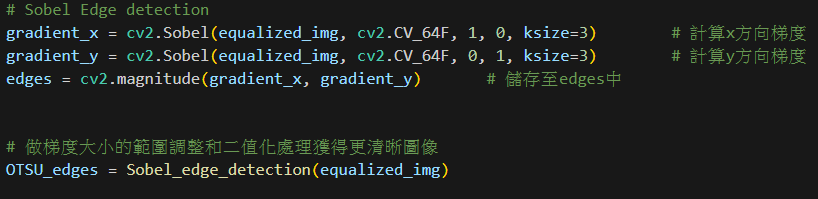 # Sobel Edge detection
gradient_x = cv2.Sobel(equalized_img, cv2.CV_64F, 1, 0, ksize=3)        # 計算x方向梯度
gradient_y = cv2.Sobel(equalized_img, cv2.CV_64F, 0, 1, ksize=3)        # 計算y方向梯度
edges = cv2.magnitude(gradient_x, gradient_y)       # 儲存至edges中
# 做梯度大小的範圍調整和二值化處理獲得更清晰圖像
OTSU_edges = Sobel_edge_detection(equalized_img)